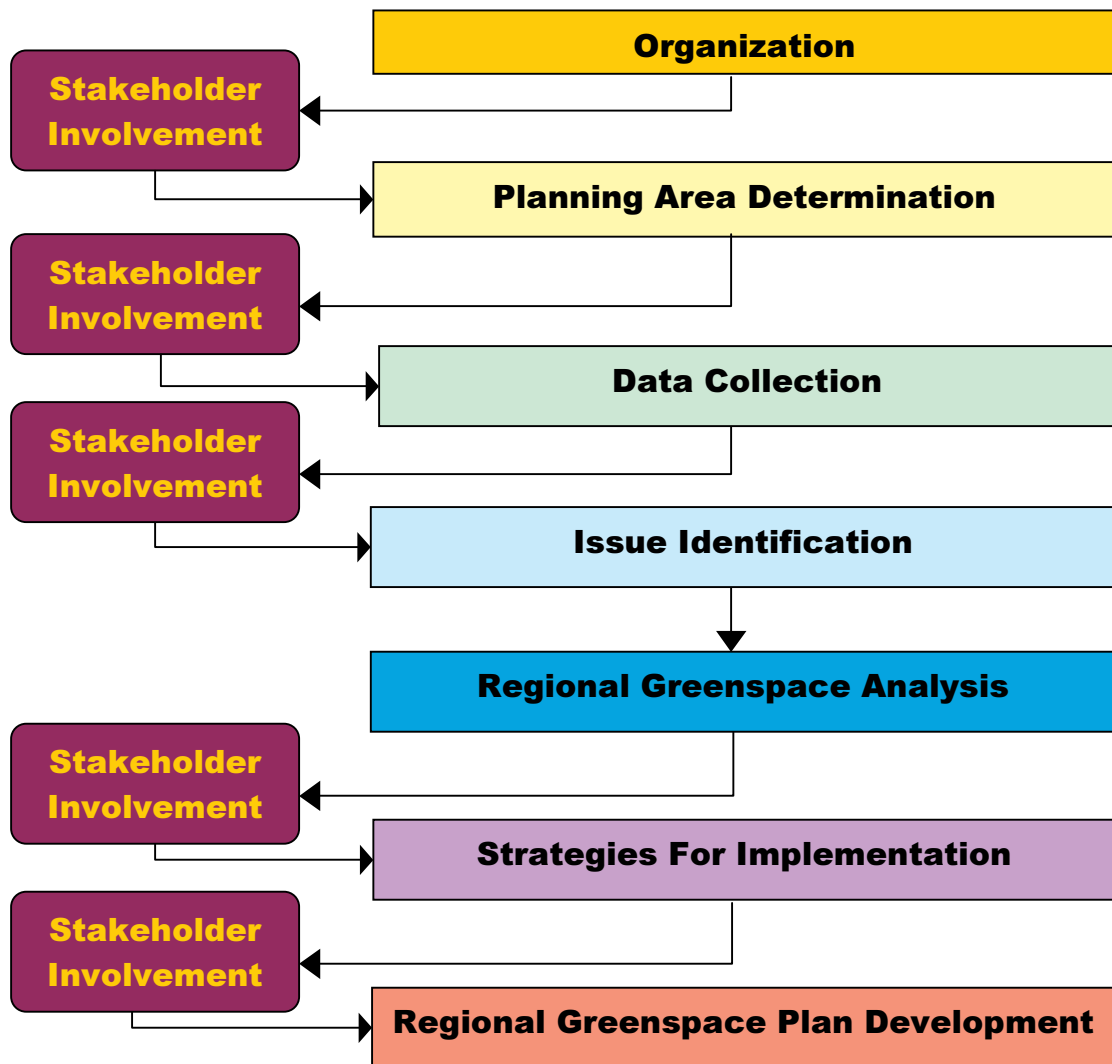 Organization
Stakeholder
Involvement
Planning Area Determination
Stakeholder
Involvement
Data Collection
Stakeholder
Involvement
Issue Identification
Regional Greenspace Analysis
Stakeholder
Involvement
Strategies For Implementation
Stakeholder
Involvement
Regional Greenspace Plan Development